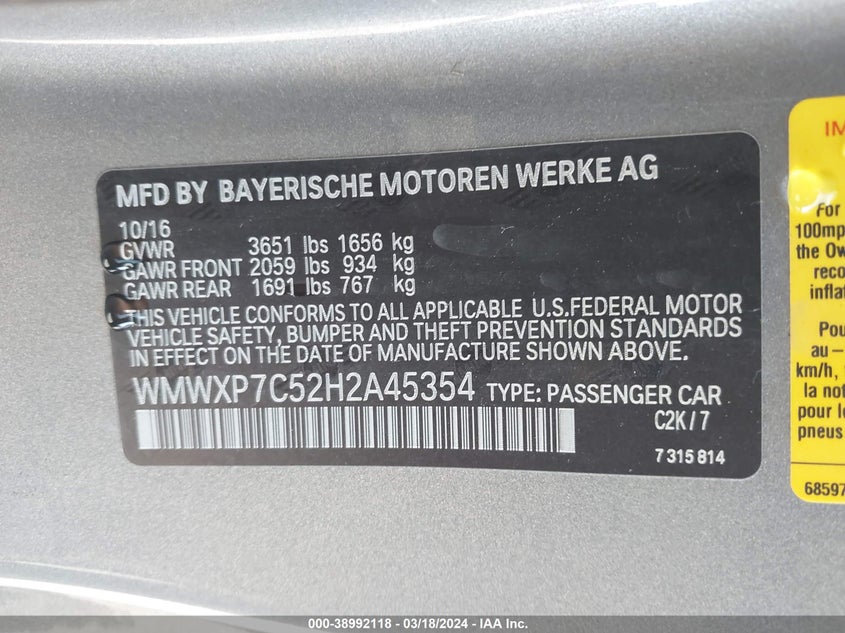 MFD BY BAYERISCHE MOTOREN WERKE AG
10/16
GVWR 3651 lbs 1656 kg
GAWR FRONT 2059 lbs 934 kg
GAWR REAR 1691 lbs 767 kg
THIS VEHICLE CONFORMS TO ALL APPLICABLE U.S.FEDERAL MOTOR
VEHICLE SAFETY, BUMPER AND THEFT PREVENTION STANDARDS
IN EFFECT ON THE DATE OF MANUFACTURE SHOWN ABOVE.
WMWXP7C52H2A45354 TYPE: PASSENGER CAR
C2K/7
7 315 814
IM
For
100mp
the Ow
reco
inflat
Pou
au –
km/h,
la notic
pour le
pneus
68597
000-38992118 - 03/18/2024 - IAA Inc.